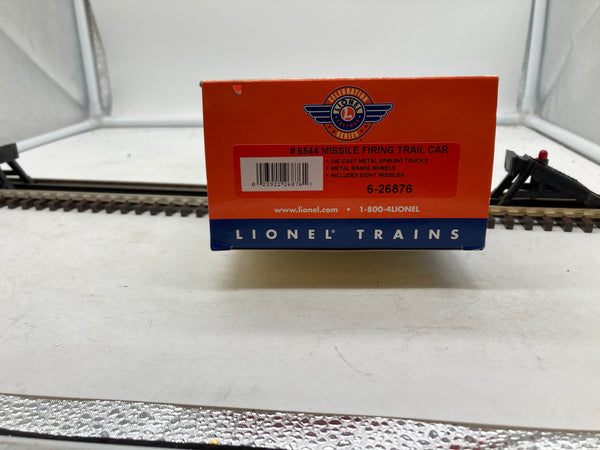 CELEBRATION
LIONEL
L
SERIES
# 6544 MISSILE FIRING TRAIL CAR
• DIE-CAST METAL SPRUNG TRUCKS
• METAL BRAKE WHEELS
• INCLUDES EIGHT MISSILES
6-26876
www.lionel.com • 1-800-4LIONEL
LIONEL® TRAINS